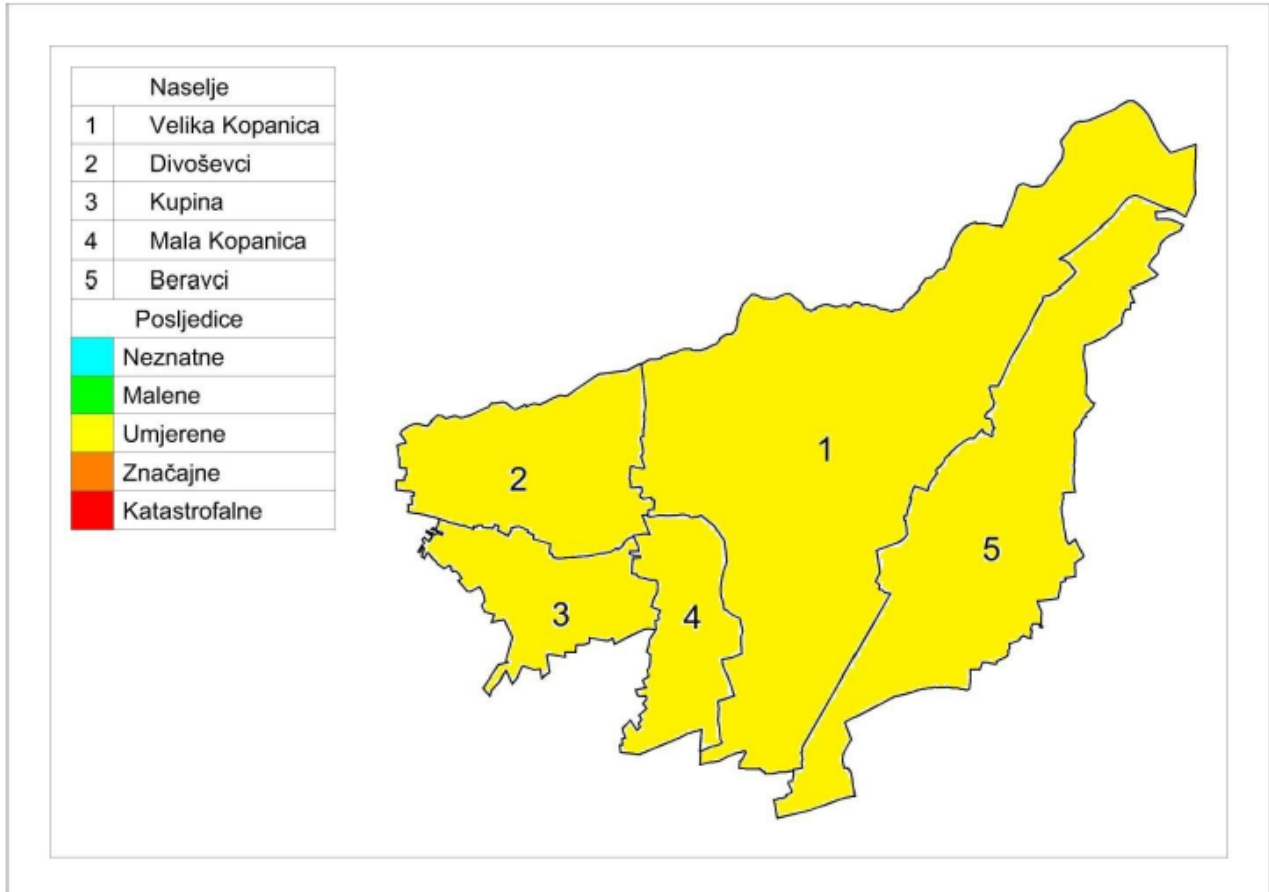 Naselje
1 Velika Kopanica
2 Divoševci
3 Kupina
4 Mala Kopanica
5 Beravci
Posljedice
Neznatne
Malene
Umjerene
Značajne
Katastrofalne
1
2
5
3
4